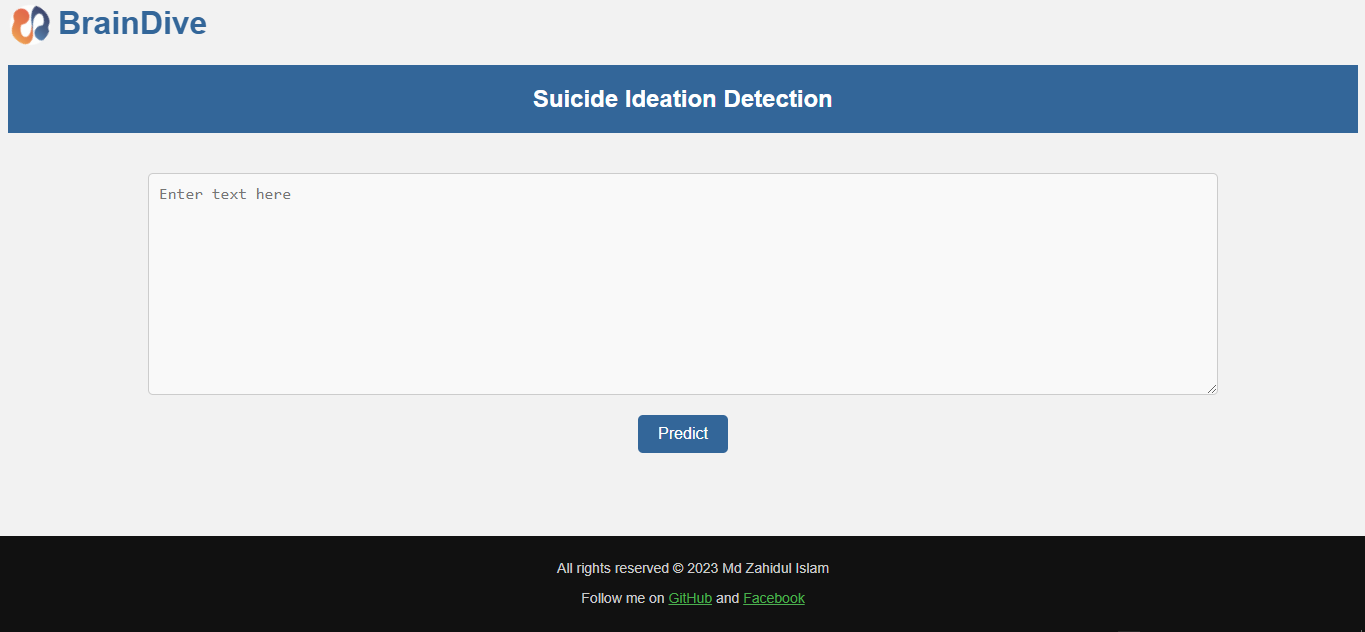 BrainDive
Suicide Ideation Detection
Enter text here
Predict
All rights reserved © 2023 Md Zahidul Islam
Follow me on GitHub and Facebook